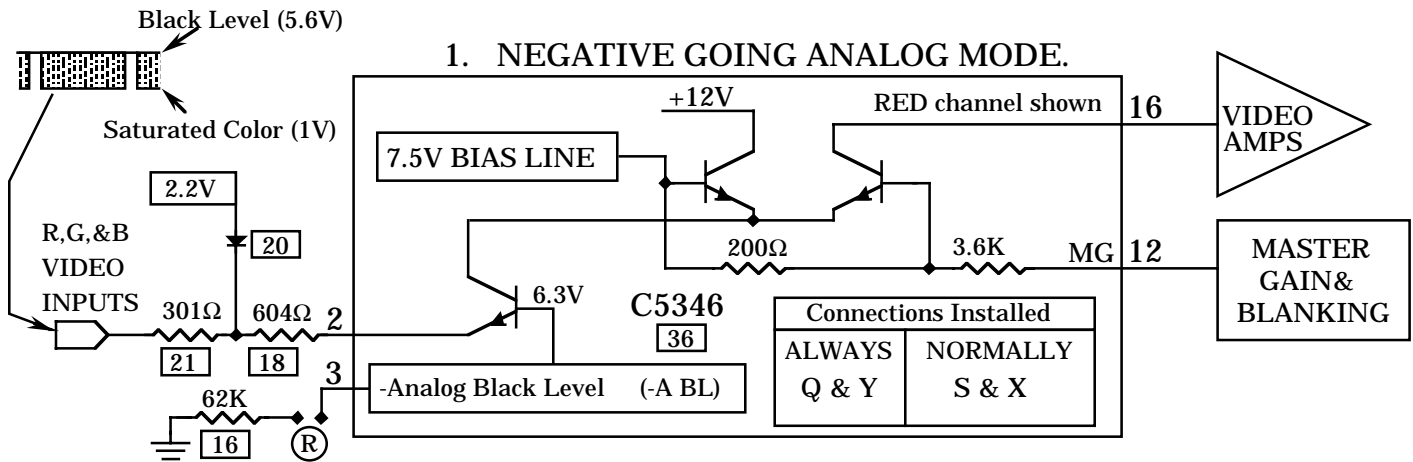 Black Level (5.6V)
1. NEGATIVE GOING ANALOG MODE.
+12V
RED channel shown
16
VIDEO
AMPS
Saturated Color (1V)
7.5V BIAS LINE
2.2V
R,G,&B
VIDEO
INPUTS
20
200Ω
3.6K
MG
12
MASTER
GAIN&
BLANKING
301Ω
604Ω
2
6.3V
C5346
36
Connections Installed
ALWAYS
NORMALLY
Q & Y
S & X
21
18
3
-Analog Black Level (-A BL)
62K
16
R